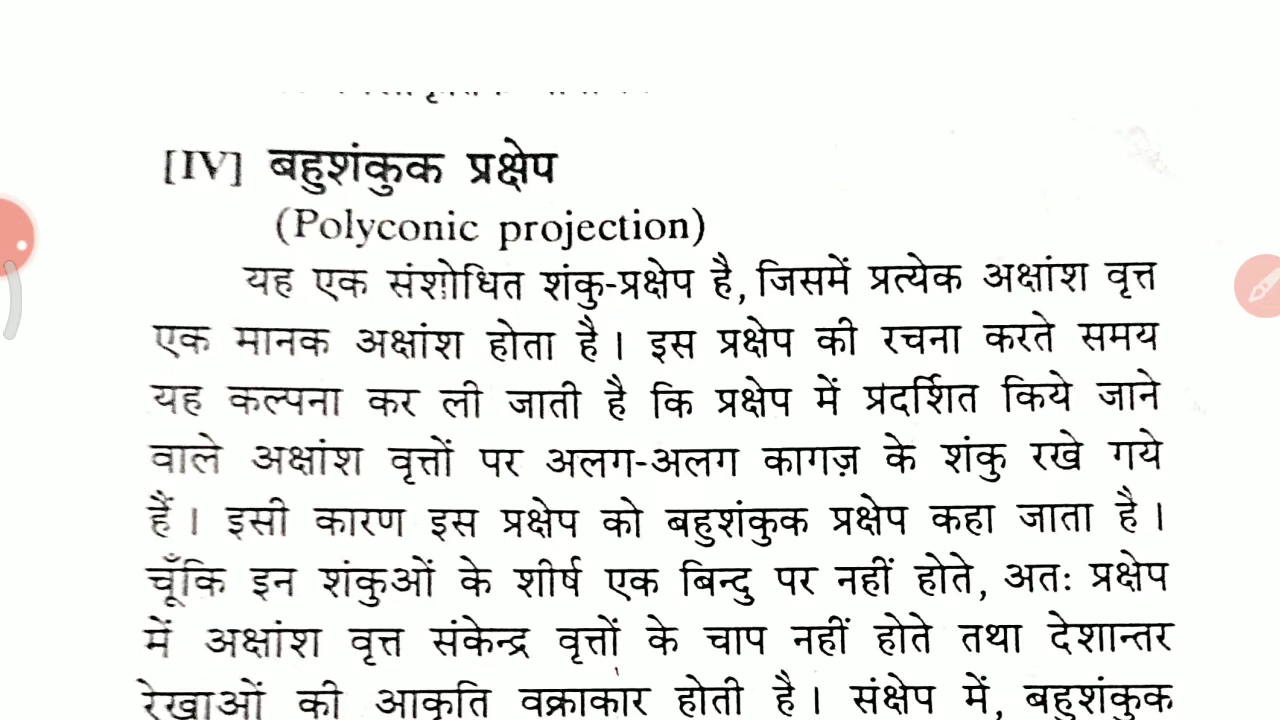 [IV] बहुशंकुक प्रक्षेप
(Polyconic projection)
यह एक संशोधित शंकु-प्रक्षेप है, जिसमें प्रत्येक अक्षांश वृत्त
एक मानक अक्षांश होता है। इस प्रक्षेप की रचना करते समय
यह कल्पना कर ली जाती है कि प्रक्षेप में प्रदर्शित किये जाने
वाले अक्षांश वृत्तों पर अलग-अलग कागज़ के शंकु रखे गये
हैं। इसी कारण इस प्रक्षेप को बहुशंकुक प्रक्षेप कहा जाता है।
चूँकि इन शंकुओं के शीर्ष एक बिन्दु पर नहीं होते, अतः प्रक्षेप
में अक्षांश वृत्त संकेन्द्र वृत्तों के चाप नहीं होते तथा देशान्तर
रेखाओं की आकृति वक्राकार होती है। संक्षेप में, बहुशंकुक